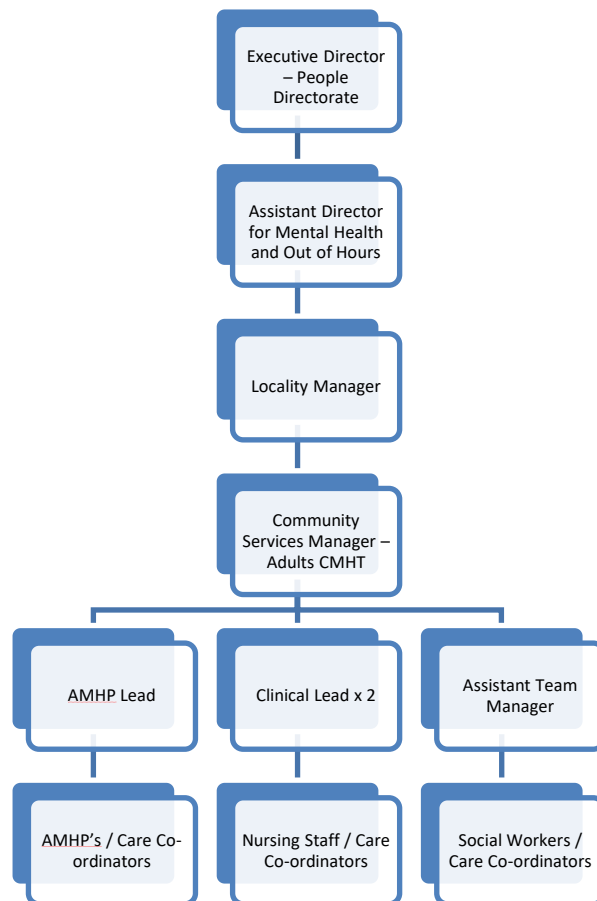 Executive Director
– People
Directorate
Assistant Director
for Mental Health
and Out of Hours
Locality Manager
Community
Services Manager –
Adults CMHT
AMHP Lead
Clinical Lead x 2
Assistant Team
Manager
AMHP’s / Care Co-
ordinators
Nursing Staff / Care
Co-ordinators
Social Workers /
Care Co-ordinators